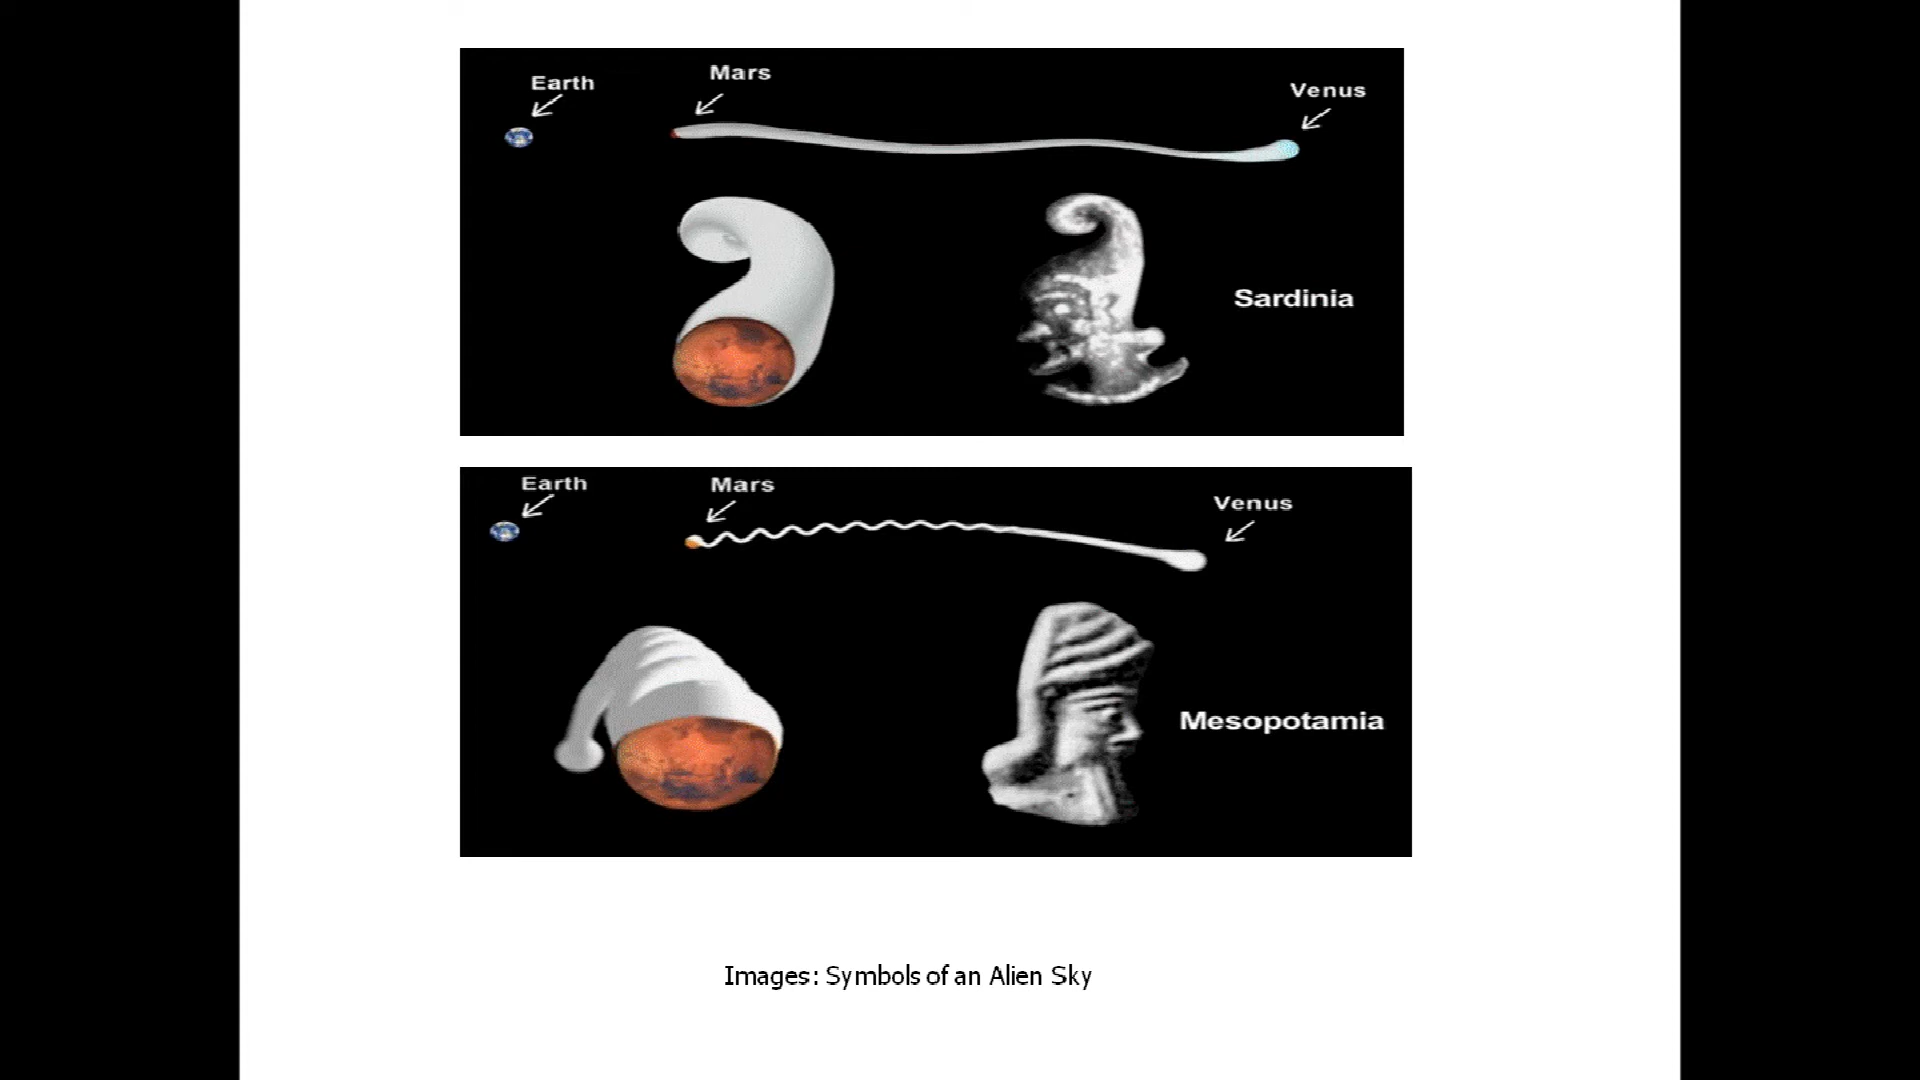 Earth
Mars
Venus
Sardinia
Earth
Mars
Venus
Mesopotamia
Images: Symbols of an Alien Sky